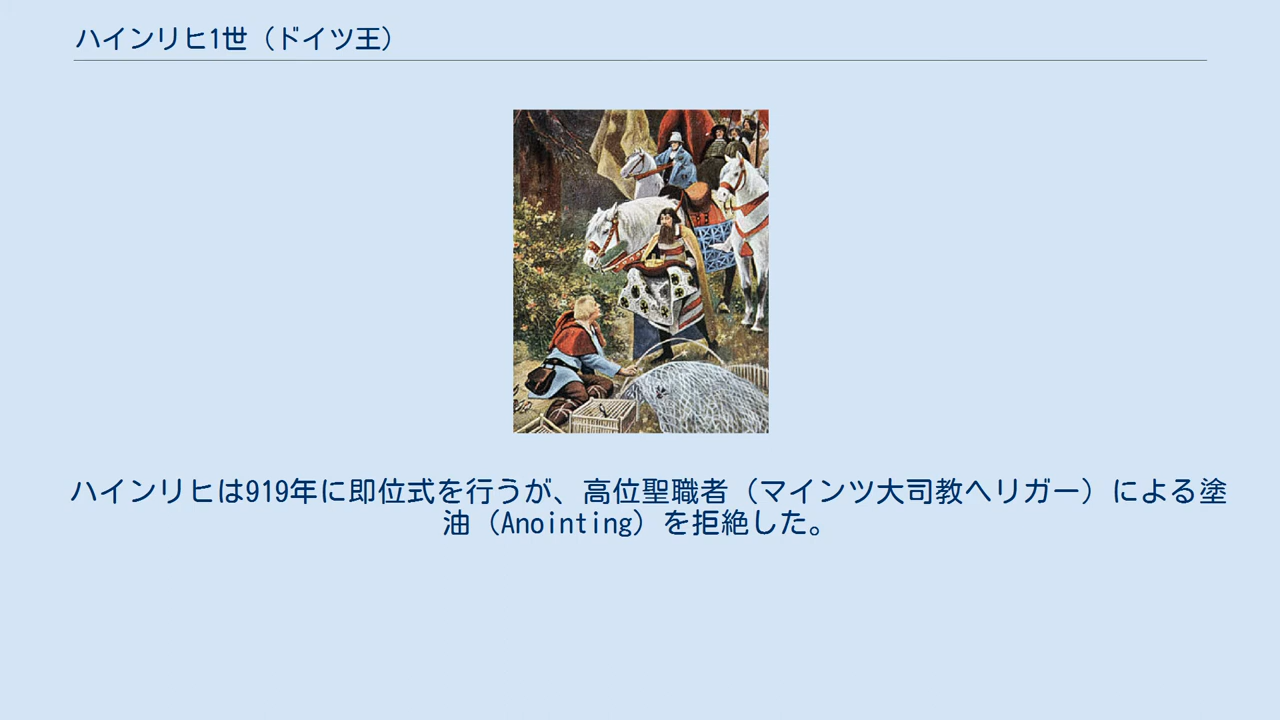 ハインリヒ1世（ドイツ王）
ハインリヒは919年に即位式を行うが、高位聖職者（マインツ大司教ヘリガー）による塗
油（Anointing）を拒絶した。